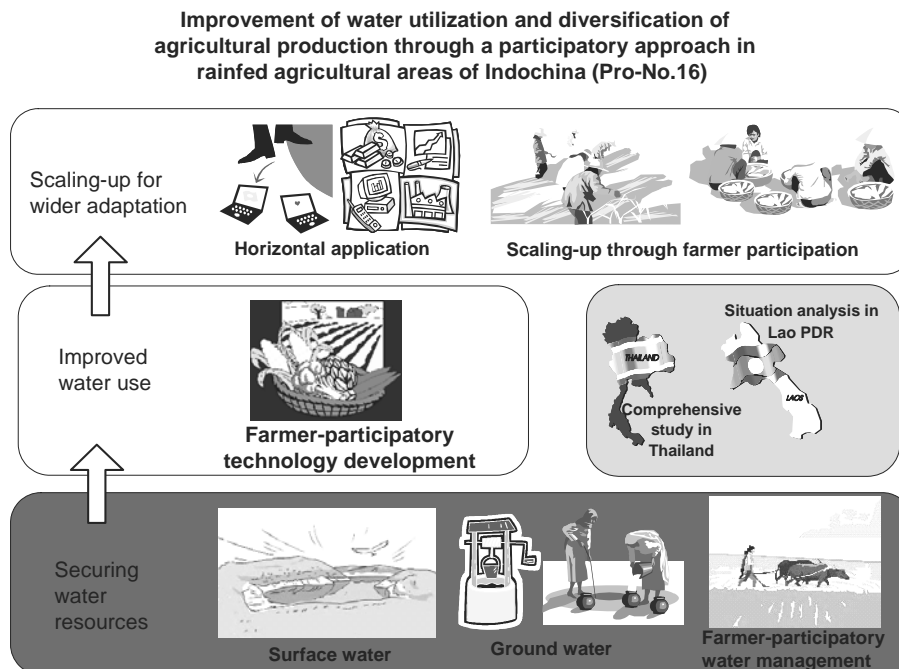 Improvement of water utilization and diversification of
agricultural production through a participatory approach in
rainfed agricultural areas of Indochina (Pro-No.16)
Scaling-up for
wider adaptation
Horizontal application
Scaling-up through farmer participation
Improved
water use
Farmer-participatory
technology development
Situation analysis in
Lao PDR
THAILAND
LAOS
Comprehensive
study in
Thailand
Securing
water
resources
Surface water
Ground water
Farmer-participatory
water management